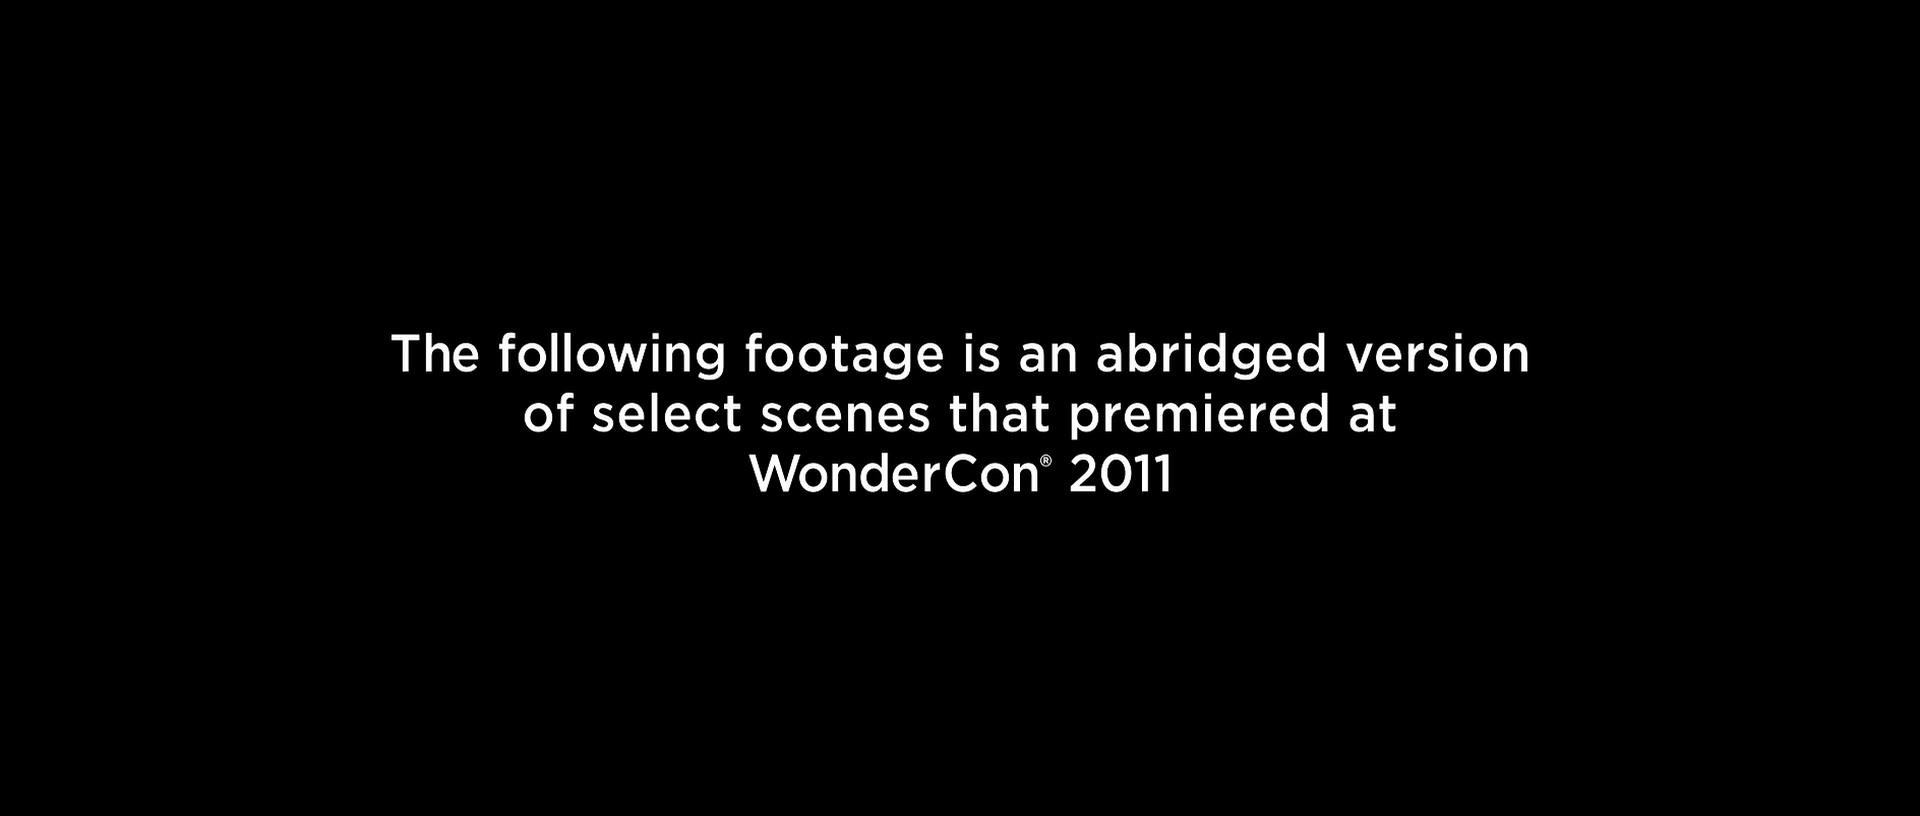 The following footage is an abridged version
of select scenes that premiered at
WonderCon® 2011